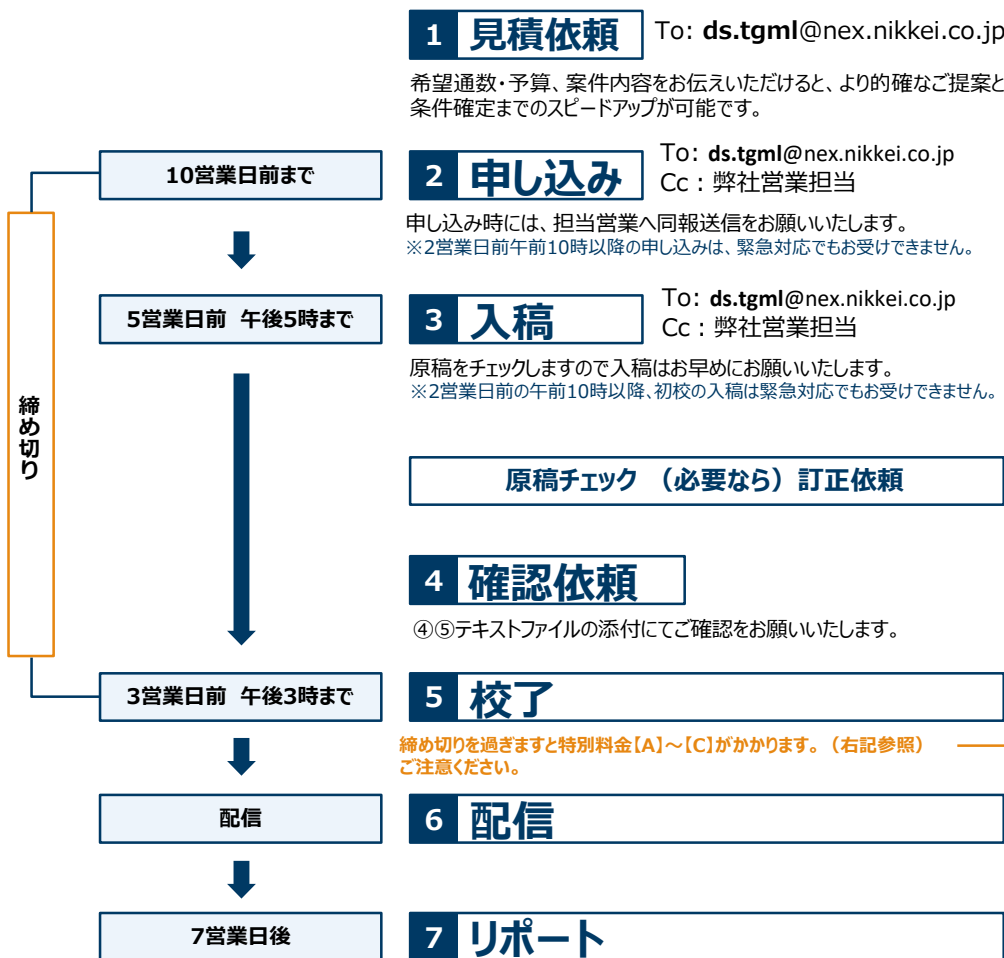 1 見積依頼 To: ds.tgml@nex.nikkei.co.jp
希望通数・予算、案件内容をお伝えいただけると、より的確なご提案と
条件確定までのスピードアップが可能です。
10営業日前まで
2 申し込み
To: ds.tgml@nex.nikkei.co.jp
Cc：弊社営業担当
申し込み時には、担当営業へ同報送信をお願いいたします。
※2営業日前午前10時以降の申し込みは、緊急対応でもお受けできません。
5営業日前 午後5時まで
3 入稿
To: ds.tgml@nex.nikkei.co.jp
Cc：弊社営業担当
原稿をチェックしますので入稿はお早めにお願いいたします。
※2営業日前の午前10時以降、初校の入稿は緊急対応でもお受けできません。
締め切り
原稿チェック （必要なら）訂正依頼
4 確認依頼
④⑤テキストファイルの添付にてご確認をお願いいたします。
3営業日前 午後3時まで
5 校了
締め切りを過ぎますと特別料金【A】～【C】がかかります。（右記参照）
ご注意ください。
配信
6 配信
7営業日後
7 リポート